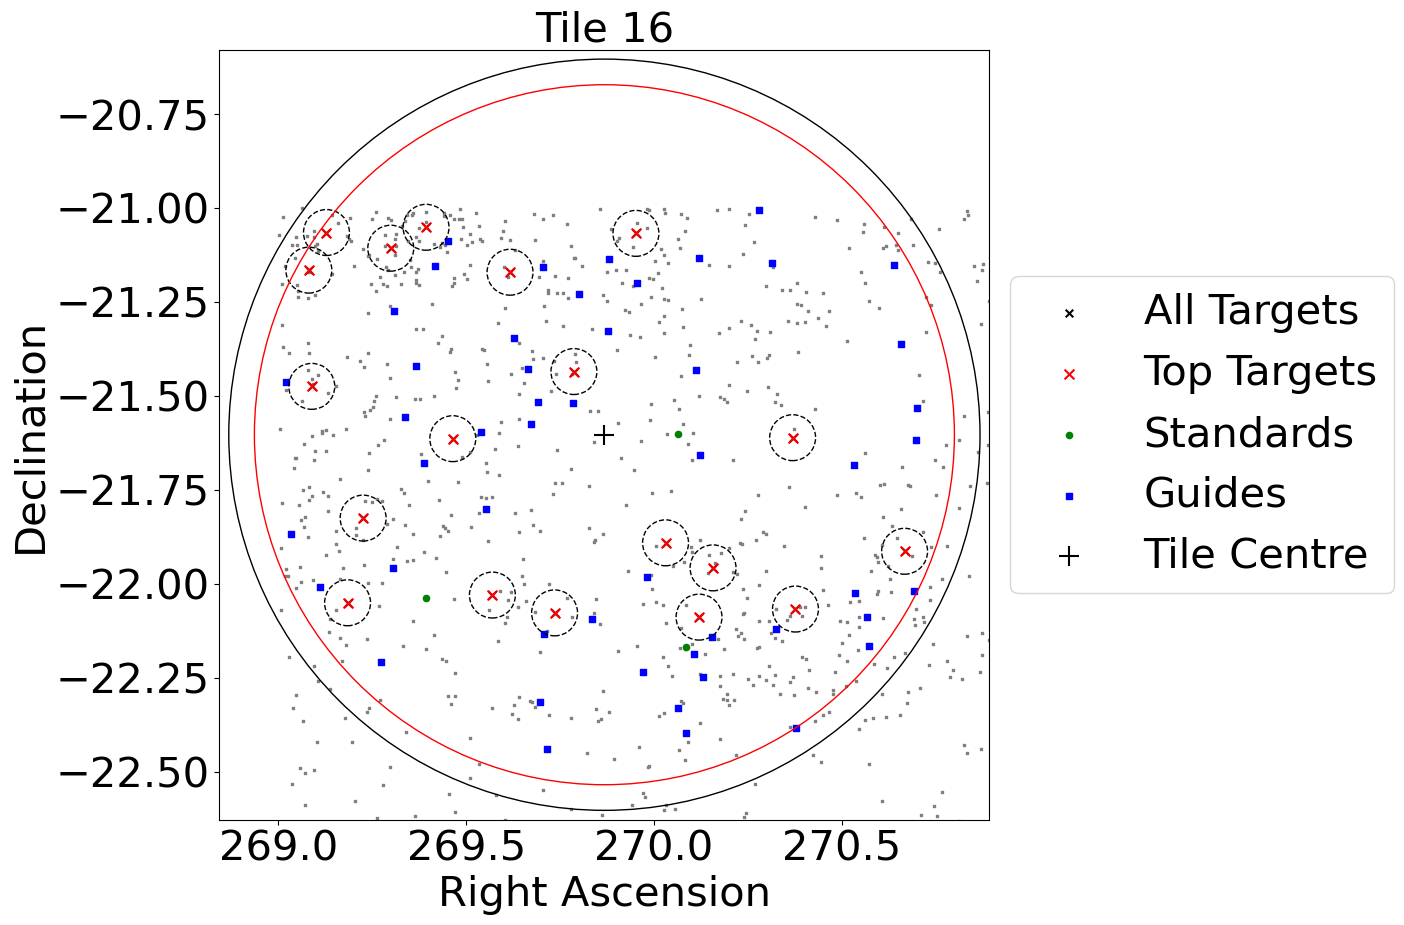 Tile 16
−20.75
−21.00
−21.25
−21.50
−21.75
−22.00
−22.25
−22.50
Declination
269.0 269.5 270.0 270.5
Right Ascension
All Targets
Top Targets
Standards
Guides
Tile Centre